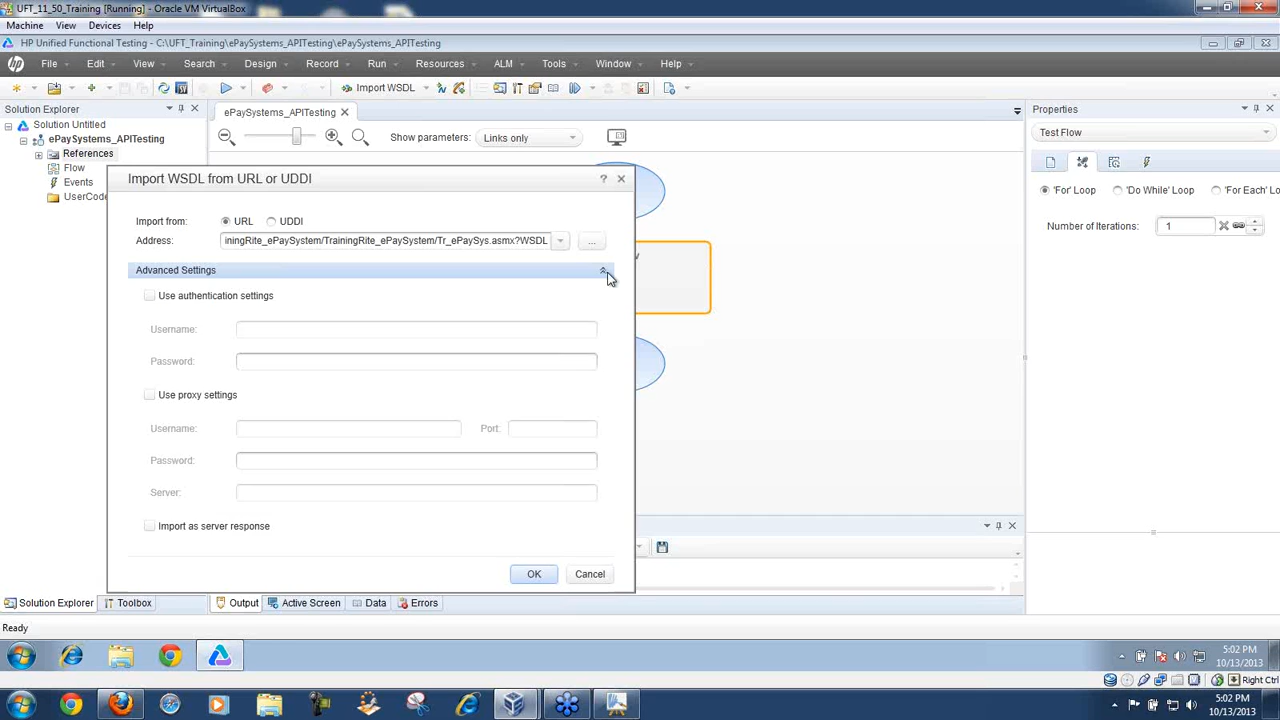 UFT_11_50_Training [Running] - Oracle VM VirtualBox
Machine View Devices Help
HP Unified Functional Testing - C:\UFT_Training\ePaySystems_APITesting\ePaySystems_APITesting
File Edit View Search Design Record Run Resources ALM Tools Window Help
Import WSDL
Solution Explorer
ePaySystems_APITesting
Properties
Solution Untitled
ePaySystems_APITesting
References
Flow
Events
UserCode
Show parameters: Links only
Test Flow
'For' Loop 'Do While' Loop 'For Each' Lo
Number of Iterations: 1
Import WSDL from URL or UDDI
Import from: URL UDDI
Address: iningRite_ePaySystem/TrainingRite_ePaySystem/Tr_ePaySys.asmx?WSDL ...
Advanced Settings
Use authentication settings
Username:
Password:
Use proxy settings
Username: Port:
Password:
Server:
Import as server response
OK Cancel
Solution Explorer Toolbox Output Active Screen Data Errors
Ready
5:02 PM
10/13/2013
Right Ctrl
5:02 PM
10/13/2013